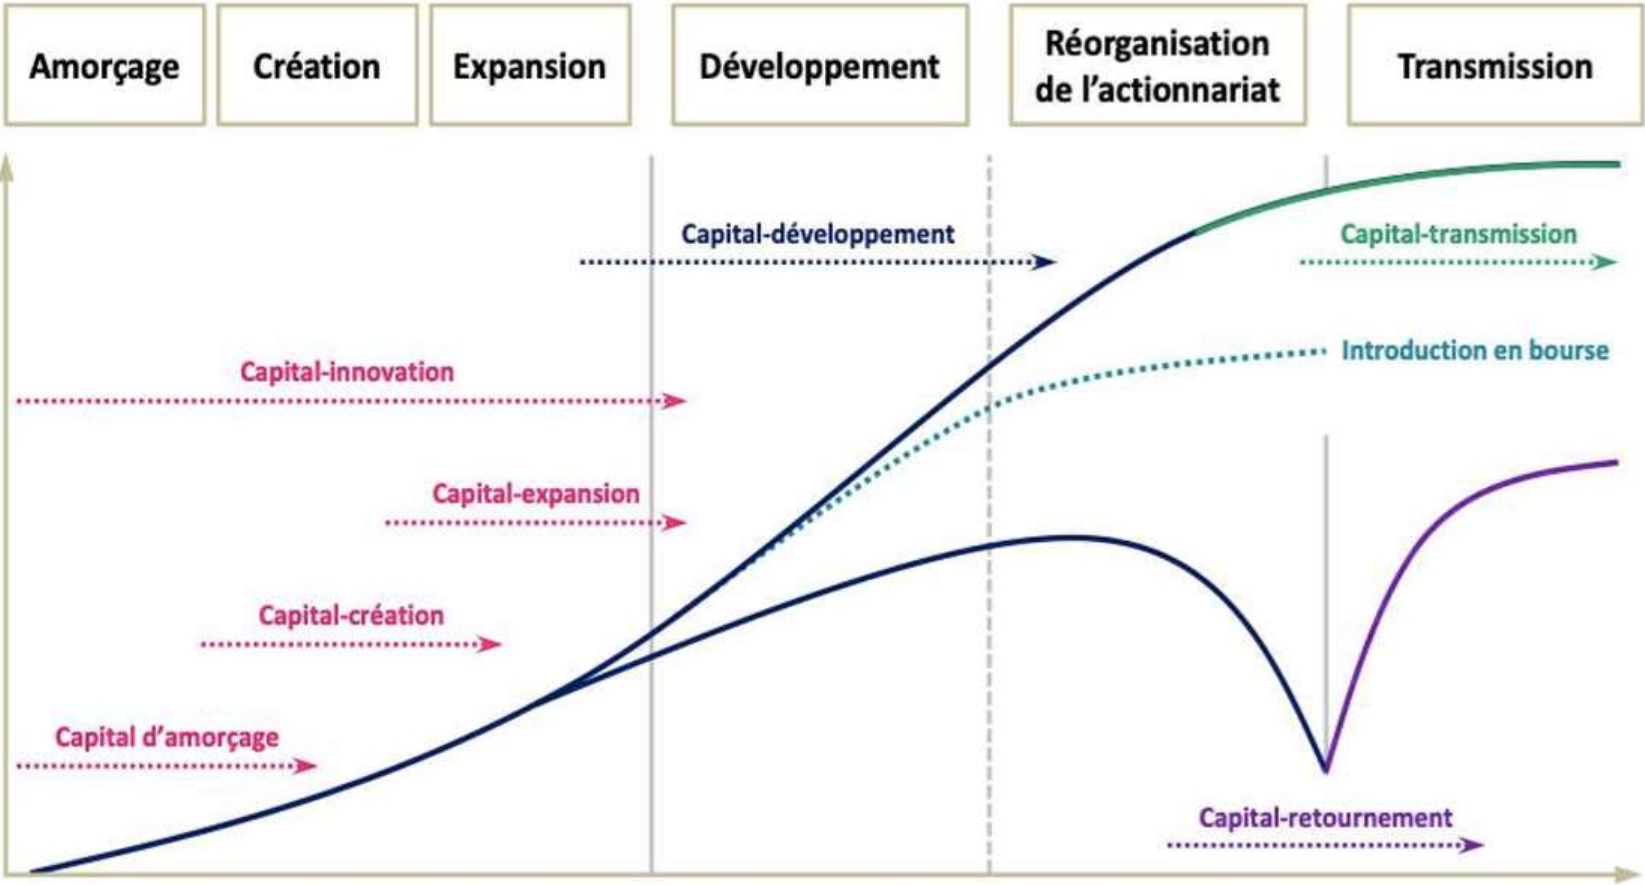 Amorçage
Création
Expansion
Développement
Réorganisation
de l'actionnariat
Transmission
Capital-développement
Capital-transmission
Introduction en bourse
Capital-innovation
Capital-expansion
Capital-création
Capital d'amorçage
Capital-retournement